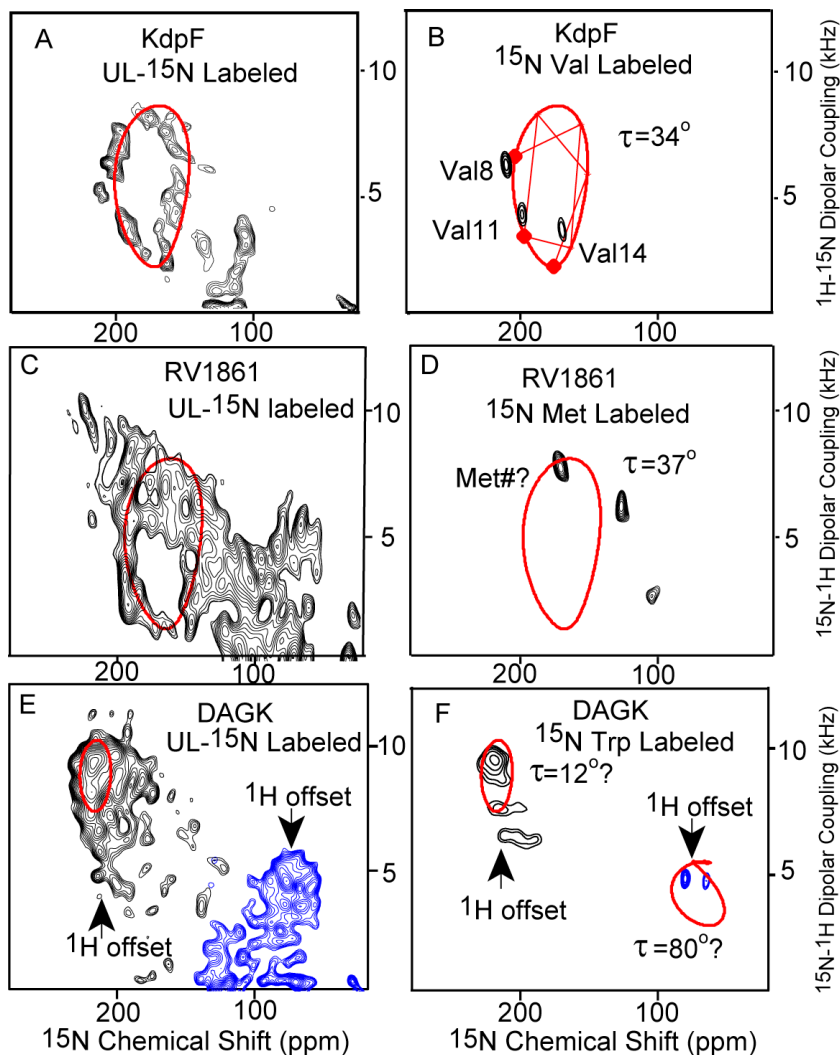 A
KdpF
UL-15N Labeled
10
5
200
100
B
KdpF
15N Val Labeled
τ=34o
Val8
Val11
Val14
10
5
200
100
1H-15N Dipolar Coupling (kHz)
C
RV1861
UL-15N labeled
10
5
200
100
D
RV1861
15N Met Labeled
Met#?
τ=37o
10
5
200
100
15N-1H Dipolar Coupling (kHz)
E
DAGK
UL-15N Labeled
1H offset
1H offset
10
5
200
100
15N Chemical Shift (ppm)
F
DAGK
15N Trp Labeled
τ=12o?
1H offset
1H offset
τ=80o?
10
5
200
100
15N Chemical Shift (ppm)
15N-1H Dipolar Coupling (kHz)